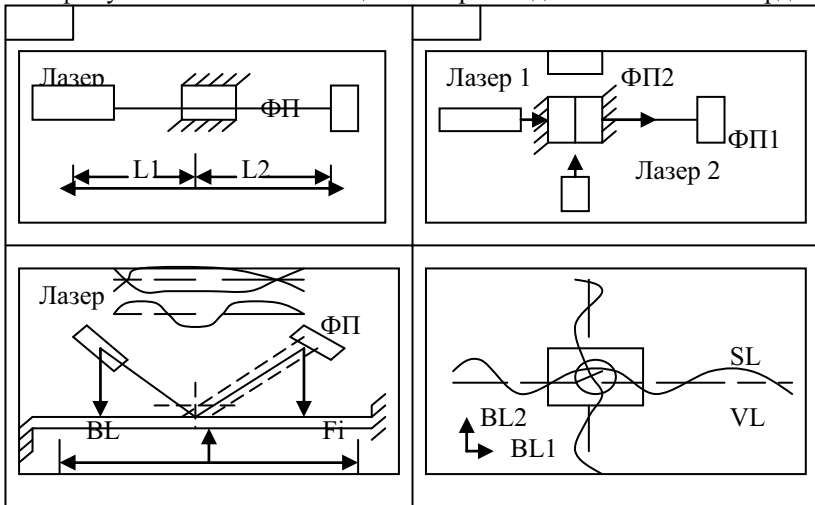 Лазер
ФП
L1
L2
Лазер 1
ФП2
ФП1
Лазер 2
Лазер
ФП
BL
Fi
SL
VL
BL2
BL1